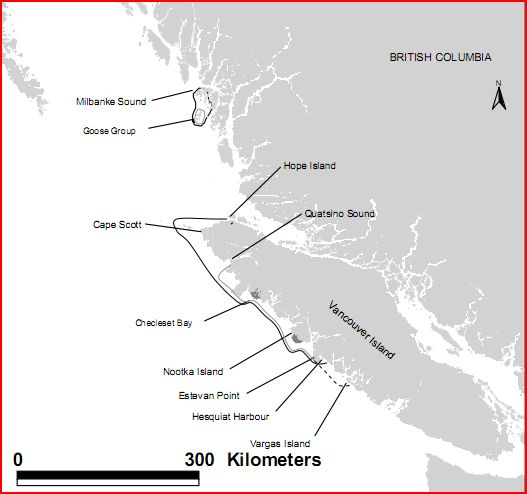 BRITISH COLUMBIA
N
Milbanke Sound
Goose Group
Hope Island
Quatsino Sound
Cape Scott
Checleset Bay
Vancouver Island
Nootka Island
Estevan Point
Hesquiat Harbour
Vargas Island
0 300 Kilometers